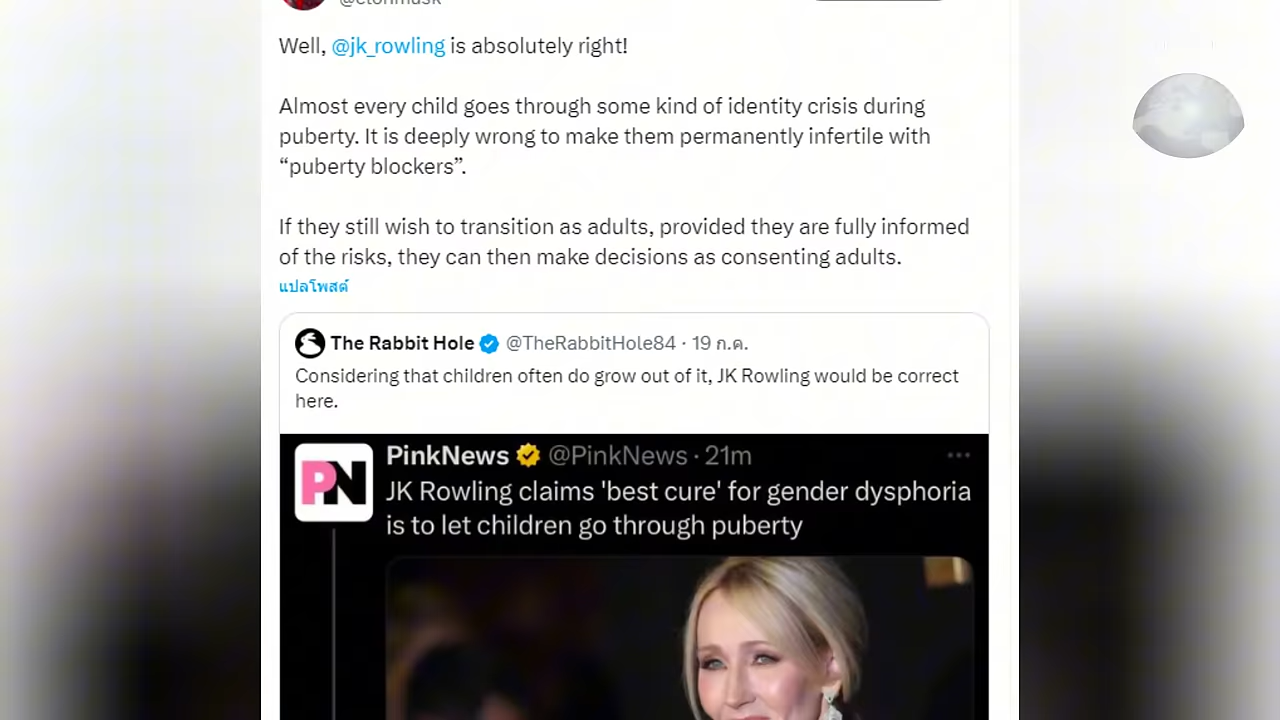 Well, @jk_rowling is absolutely right!
Almost every child goes through some kind of identity crisis during
puberty. It is deeply wrong to make them permanently infertile with
“puberty blockers”.
If they still wish to transition as adults, provided they are fully informed
of the risks, they can then make decisions as consenting adults.
แปลโพสต์
The Rabbit Hole @TheRabbitHole84 · 19 ก.ค.
Considering that children often do grow out of it, JK Rowling would be correct
here.
PN
PinkNews @PinkNews · 21m
JK Rowling claims 'best cure' for gender dysphoria
is to let children go through puberty